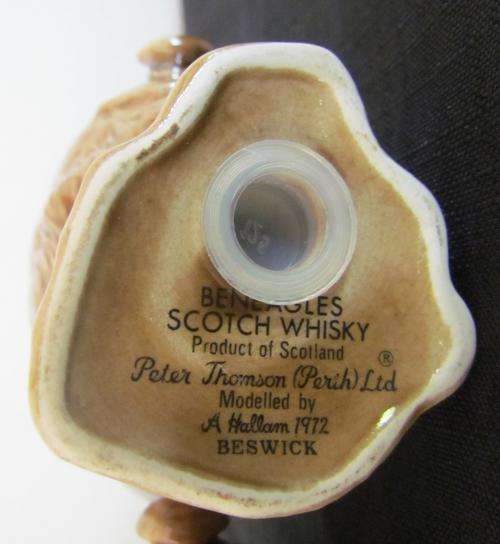 BENEAGLES
SCOTCH WHISKY
Product of Scotland
®
Peter Thomson (Perth) Ltd
Modelled by
A Hallam 1972
BESWICK